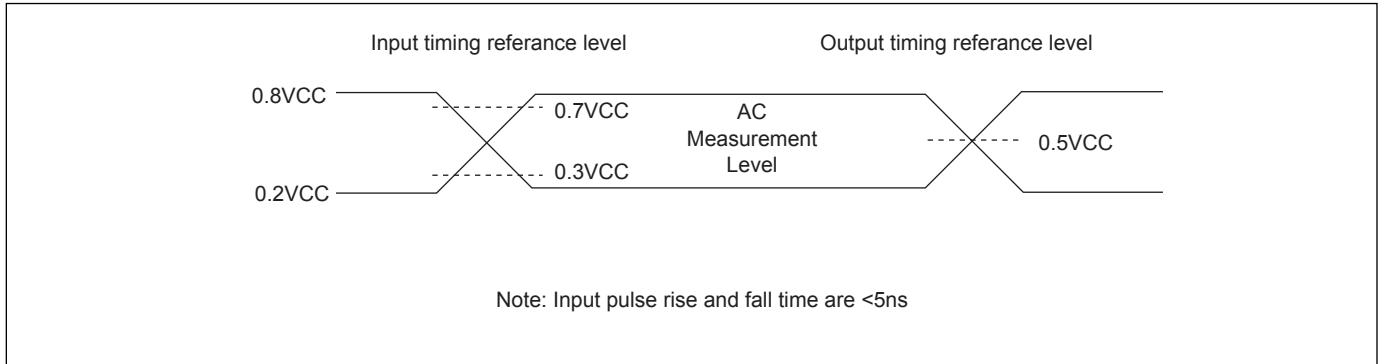 Input timing referance level
Output timing referance level
0.8VCC
0.7VCC
AC
Measurement
Level
0.5VCC
0.3VCC
0.2VCC
Note: Input pulse rise and fall time are <5ns